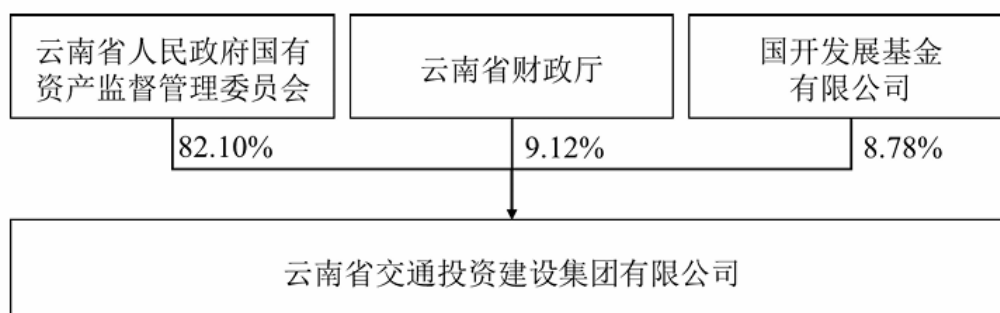 云南省人民政府国有
资产监督管理委员会
云南省财政厅
国开发展基金
有限公司
82.10%
9.12%
8.78%
云南省交通投资建设集团有限公司